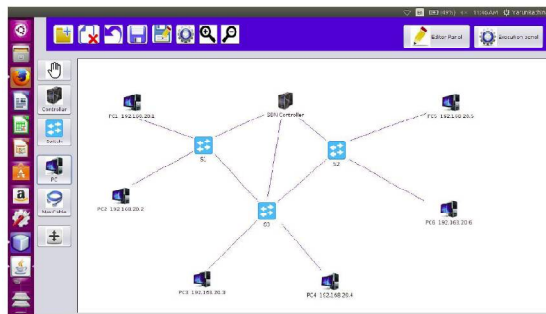 Editor Panel
Execution panel
Controller
PC
PC1 192.168.20.1
SDN Controller
PC5 192.168.20.5
S1
S2
PC2 192.168.20.2
S3
PC6 192.168.20.6
PC3 192.168.20.3
PC4 192.168.20.4